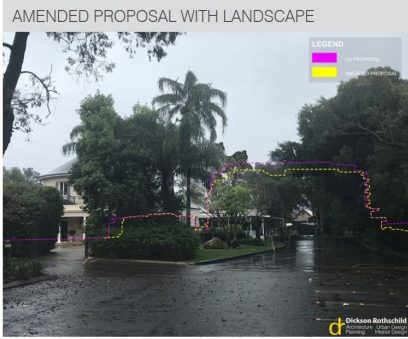 AMENDED PROPOSAL WITH LANDSCAPE
LEGEND
DA PROPOSAL
AMENDED PROPOSAL
Dickson Rothschild
Architecture Urban Design
Planning Interior Design